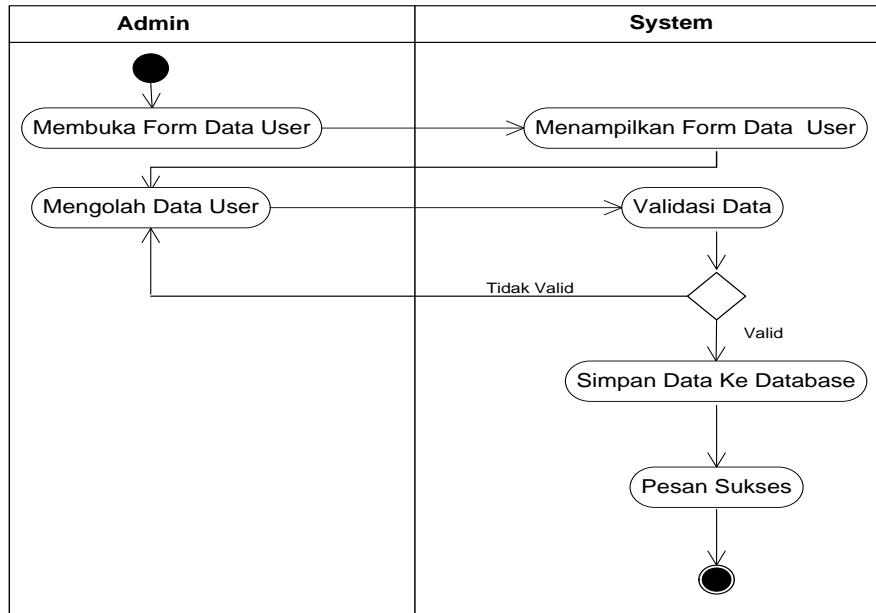 Admin
System
Membuka Form Data User
Menampilkan Form Data  User
Mengolah Data User
Validasi Data
Tidak Valid
Valid
Simpan Data Ke Database
Pesan Sukses